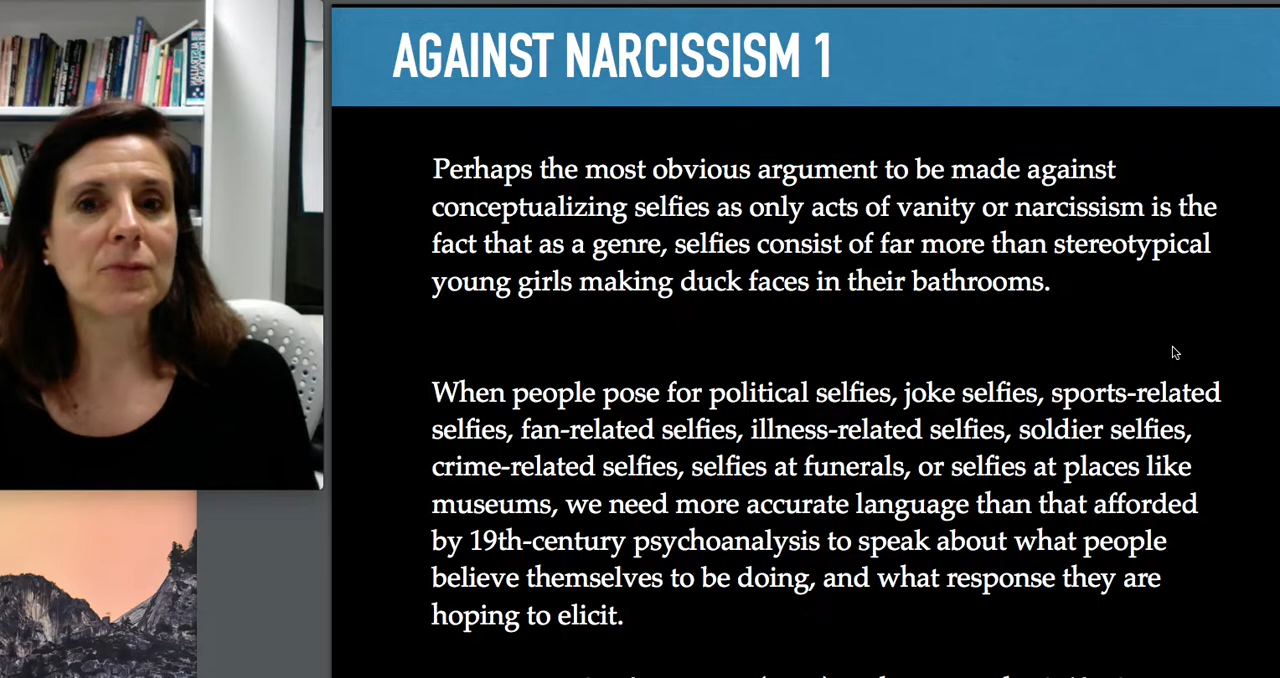 AGAINST NARCISSISM 1
Perhaps the most obvious argument to be made against
conceptualizing selfies as only acts of vanity or narcissism is the
fact that as a genre, selfies consist of far more than stereotypical
young girls making duck faces in their bathrooms.
When people pose for political selfies, joke selfies, sports-related
selfies, fan-related selfies, illness-related selfies, soldier selfies,
crime-related selfies, selfies at funerals, or selfies at places like
museums, we need more accurate language than that afforded
by 19th-century psychoanalysis to speak about what people
believe themselves to be doing, and what response they are
hoping to elicit.